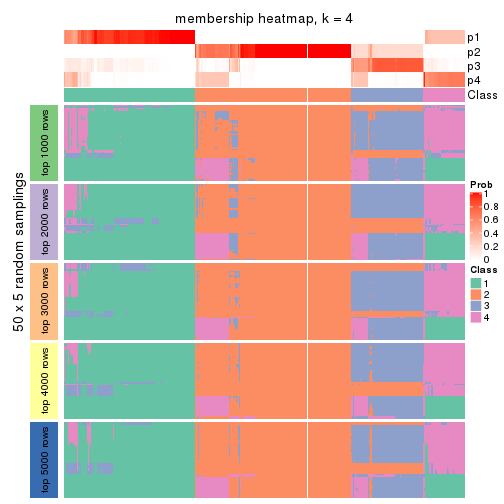 membership heatmap, k = 4
p1
p2
p3
p4
Class
50 x 5 random samplings
top 1000 rows
top 2000 rows
top 3000 rows
top 4000 rows
top 5000 rows
Prob
1
0.8
0.6
0.4
0.2
0
Class
1
2
3
4